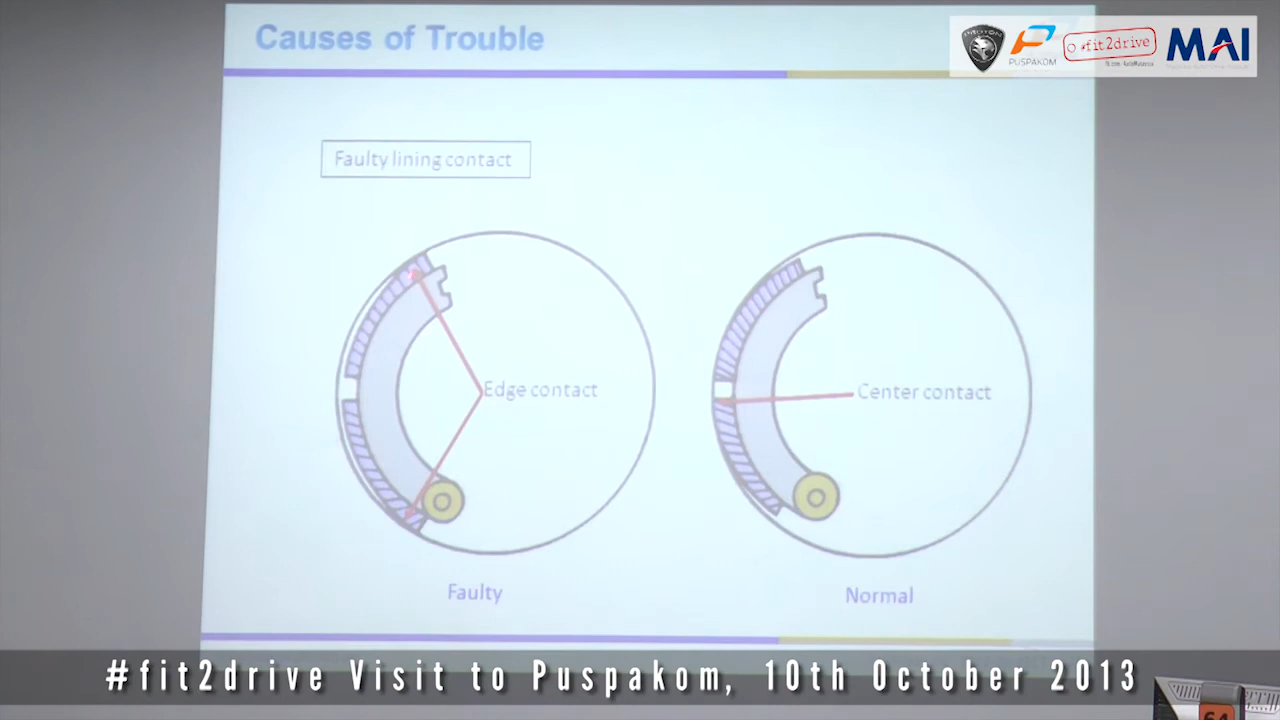 Causes of Trouble
PROTON
PUSPAKOM
#fit2drive
MAI
Faulty lining contact
Edge contact
Center contact
Faulty
Normal
#fit2drive Visit to Puspakom, 10th October 2013
64